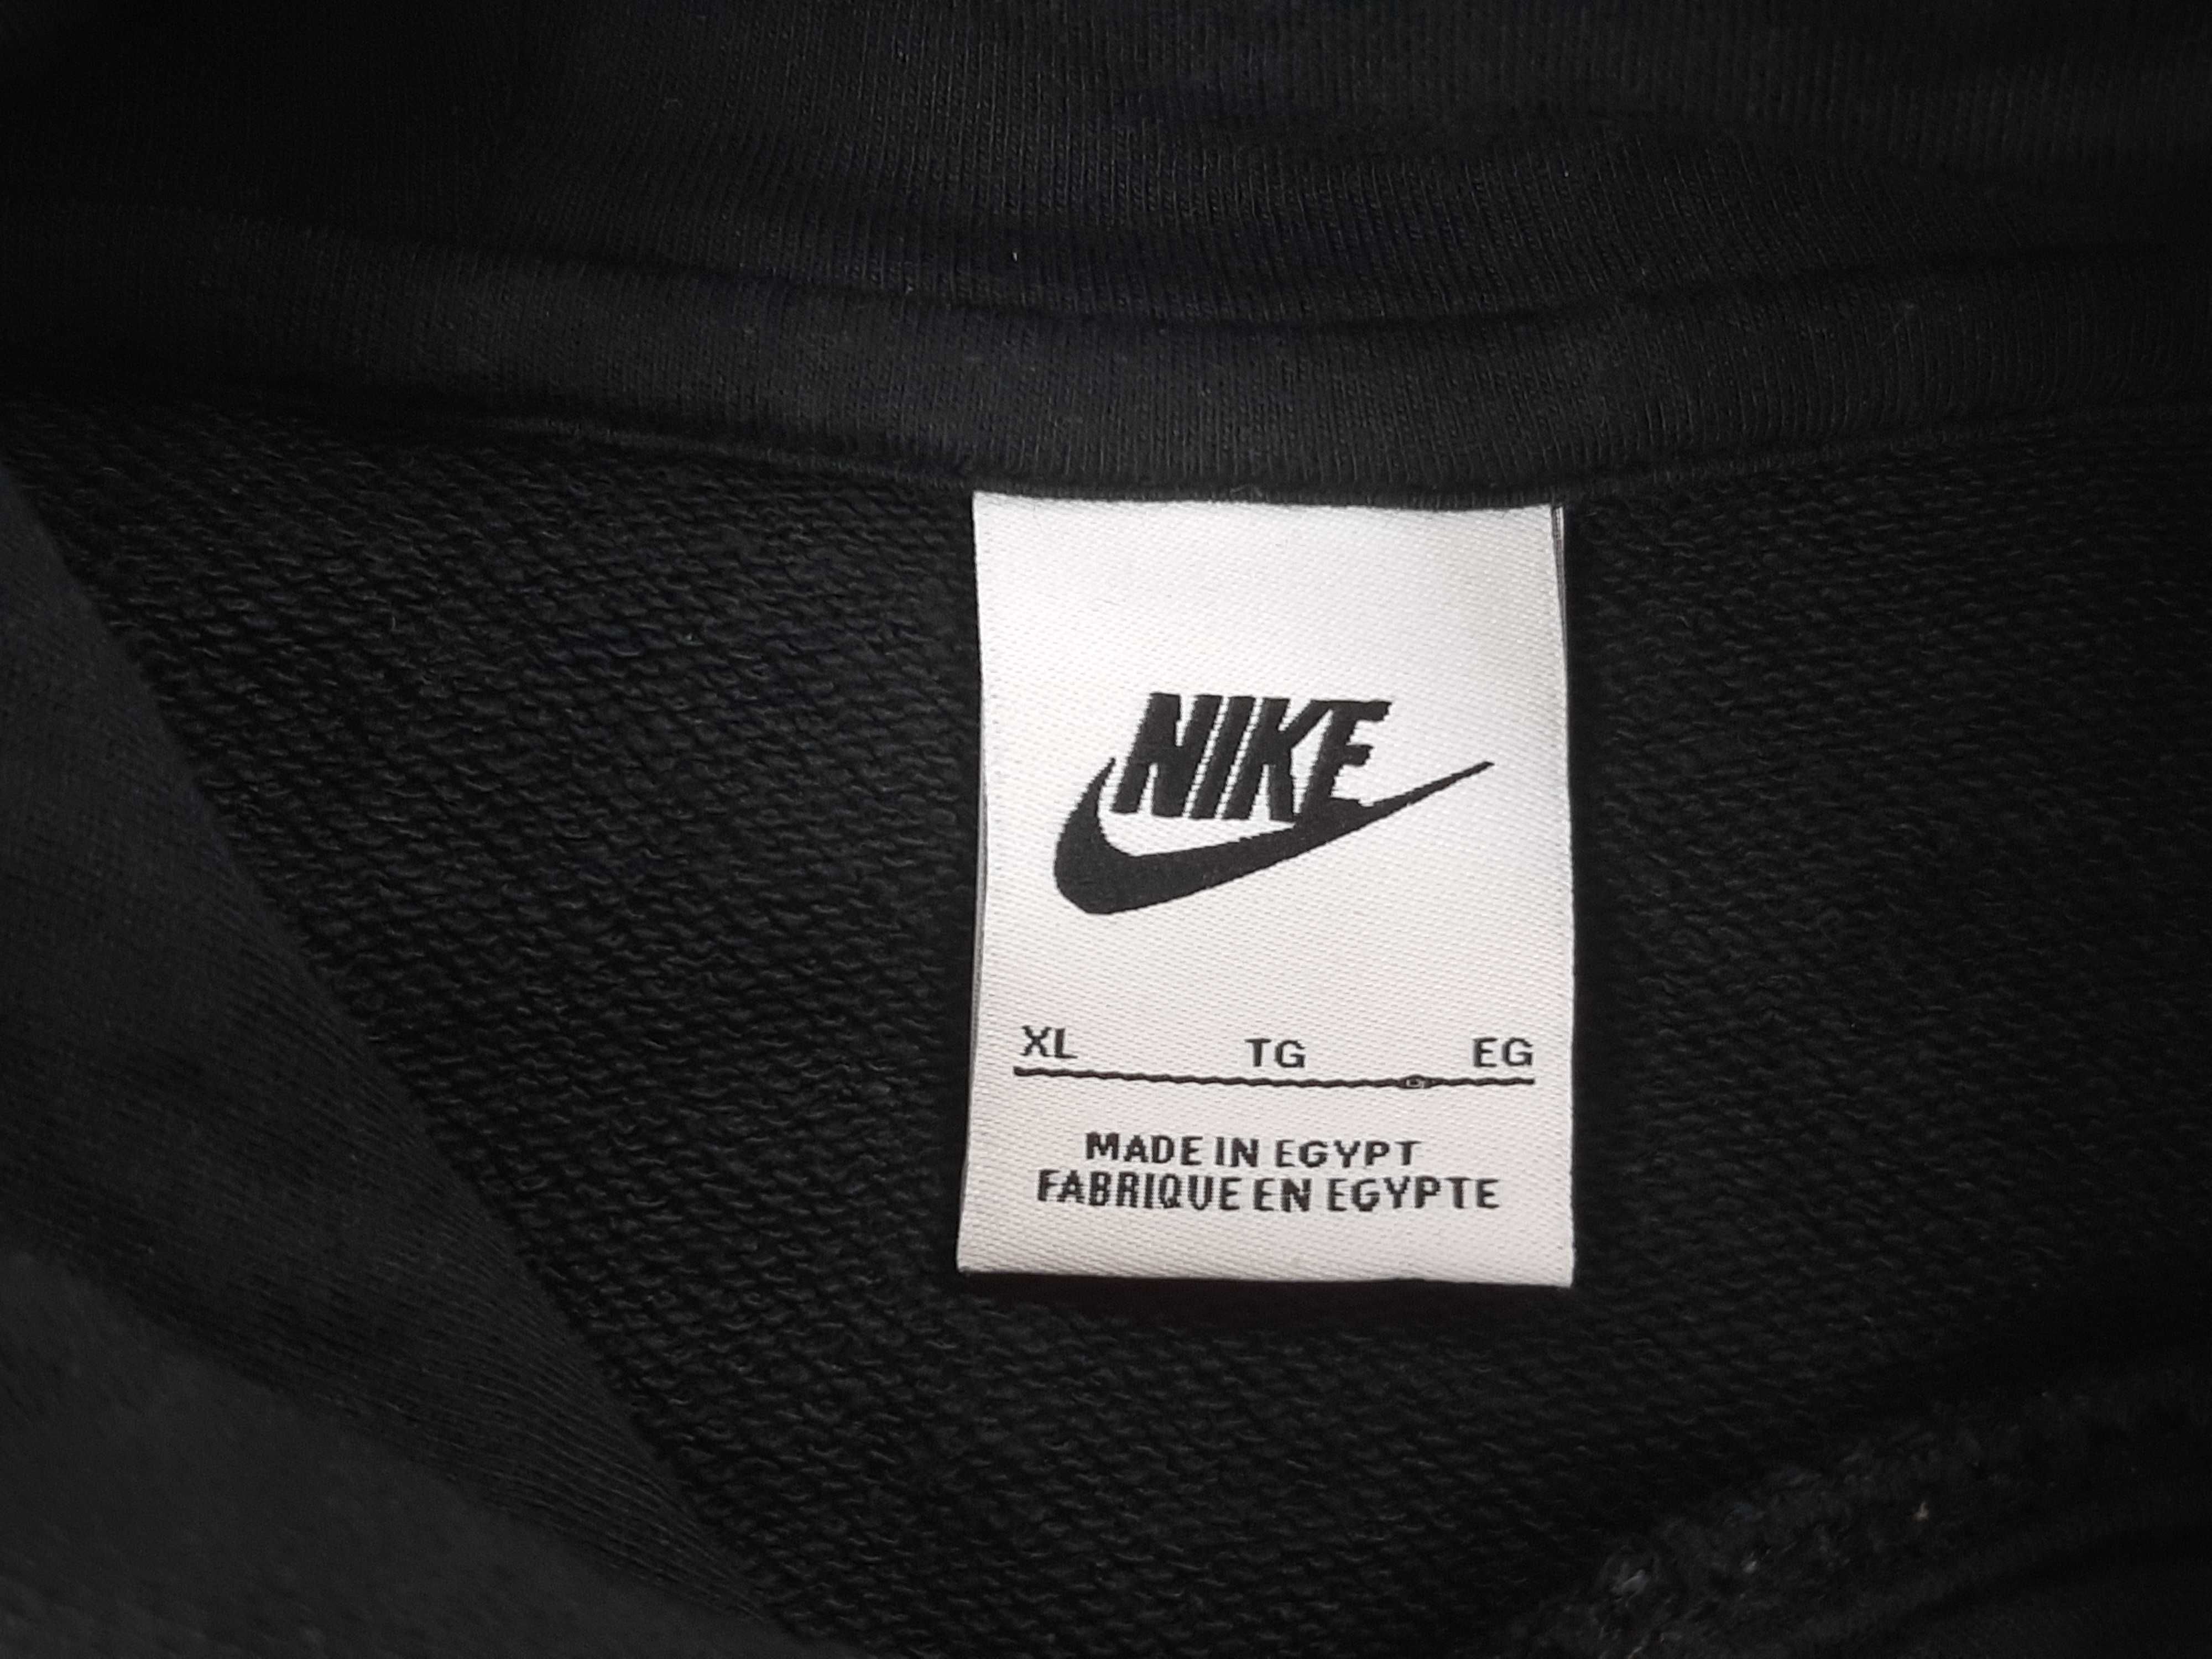 NIKE
XL TG EG
MADE IN EGYPT
FABRIQUE EN EGYPTE